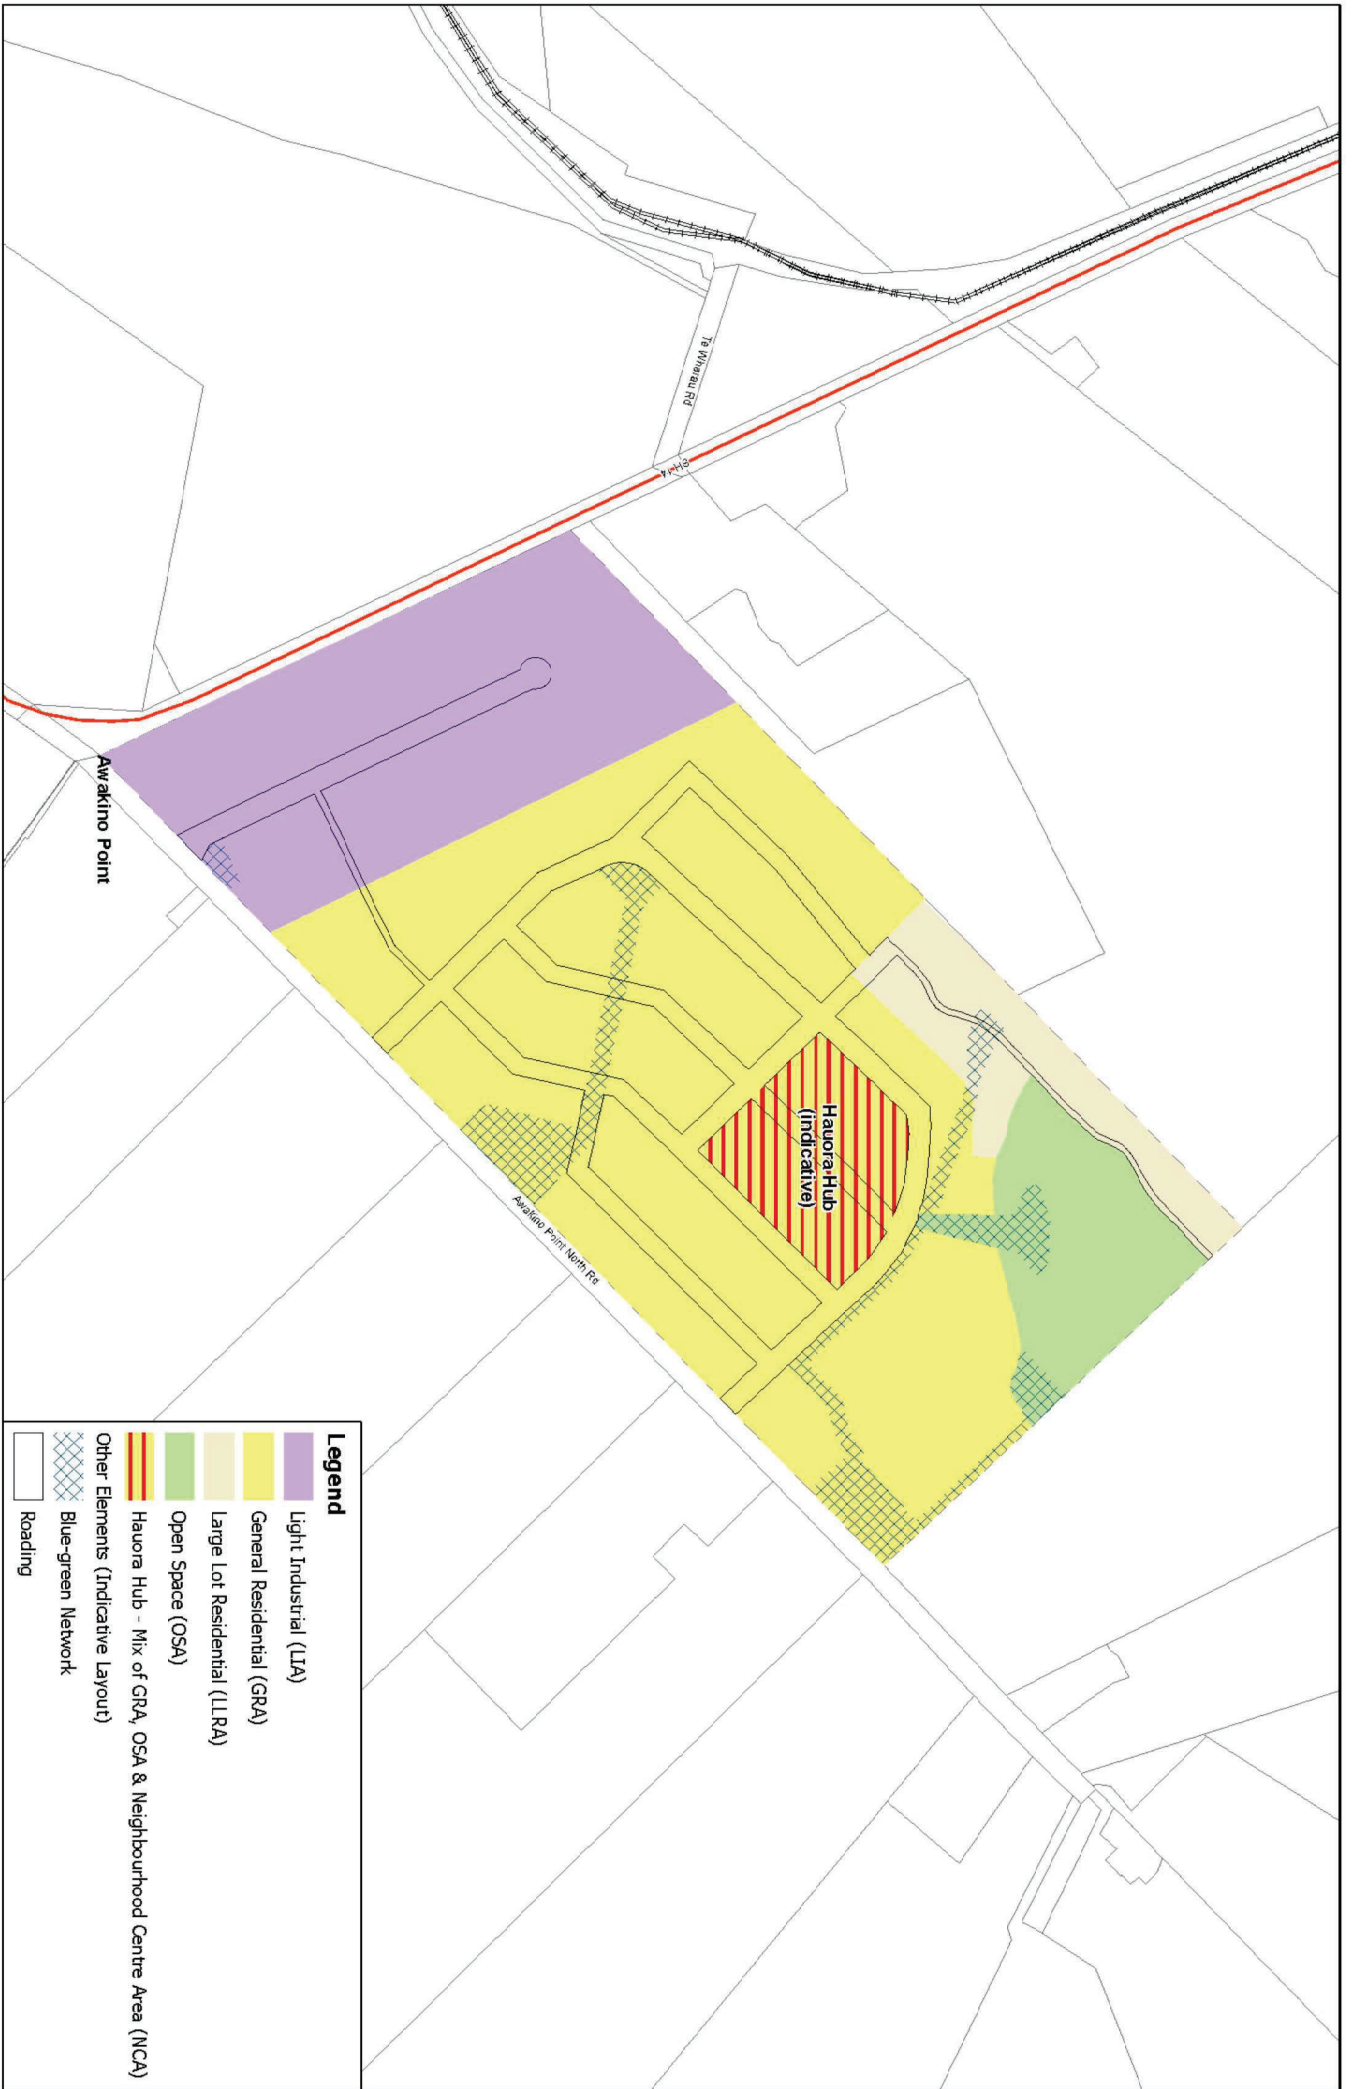 Te Wharau Rd
SH 14
Awakino Point
Hauora Hub
(indicative)
Awakino Point North Rd
Legend
Light Industrial (LIA)
General Residential (GRA)
Large Lot Residential (LLRA)
Open Space (OSA)
Hauora Hub - Mix of GRA, OSA & Neighbourhood Centre Area (NCA)
Other Elements (Indicative Layout)
Blue-green Network
Roading